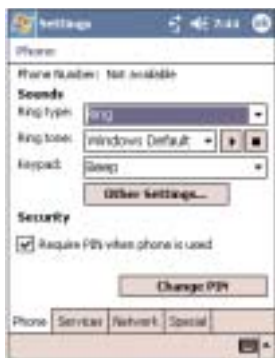 Settings 7:44 ok
Phone
Phone Number: Not available
Sounds
Ring type: Ring
Ring tone: Windows Default
Keypad: Beep
Other Settings...
Security
Require PIN when phone is used
Change PIN
Phone Services Network Special